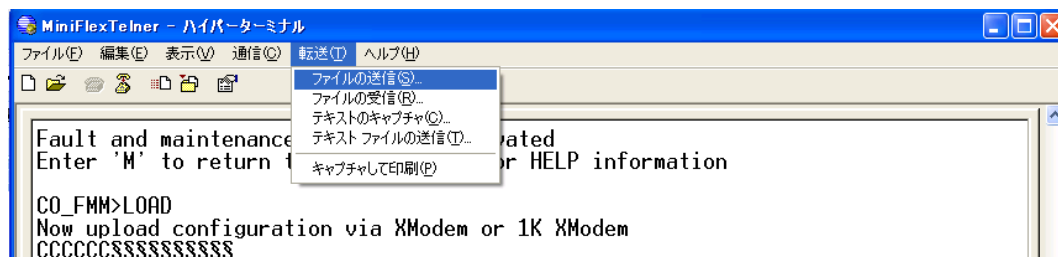 MiniFlexTelner - ハイパーターミナル
ファイル(F) 編集(E) 表示(V) 通信(C) 転送(T) ヘルプ(H)
ファイルの送信(S)...
ファイルの受信(R)...
テキストのキャプチャ(C)...
テキスト ファイルの送信(T)...
キャプチャして印刷(P)
Fault and maintenance vated
Enter 'M' to return t or HELP information
CO_FMM>LOAD
Now upload configuration via XModem or 1K XModem
CCCCCC§§§§§§§§§§